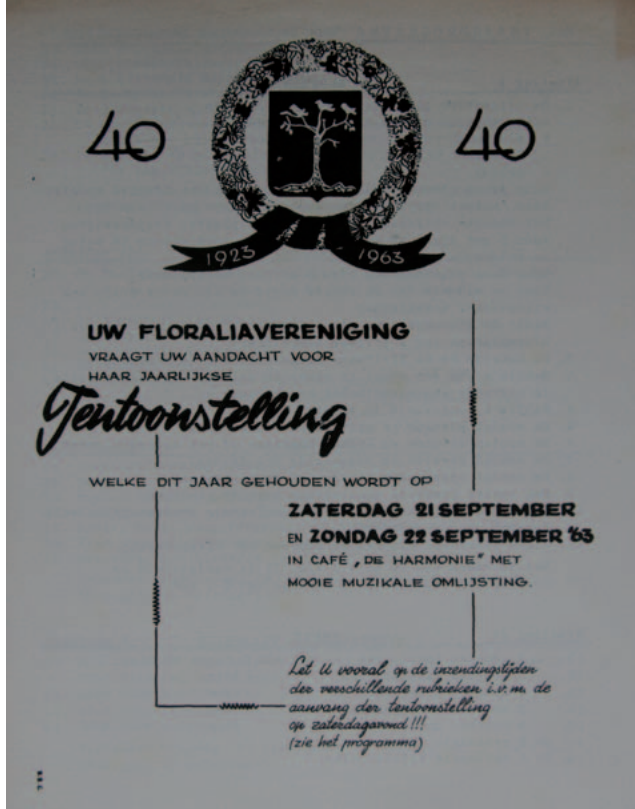 40
40
1923 1963
UW FLORALIAVERENIGING
VRAAGT UW AANDACHT VOOR
HAAR JAARLIJKSE
Tentoonstelling
WELKE DIT JAAR GEHOUDEN WORDT OP
ZATERDAG 21 SEPTEMBER
EN ZONDAG 22 SEPTEMBER '63
IN CAFÉ „DE HARMONIE" MET
MOOIE MUZIKALE OMLIJSTING.
Let U vooral op de inzendingstijden
der verschillende rubrieken i.v.m. de
aanvang der tentoonstelling
op zaterdagavond!!!
(zie het programma)